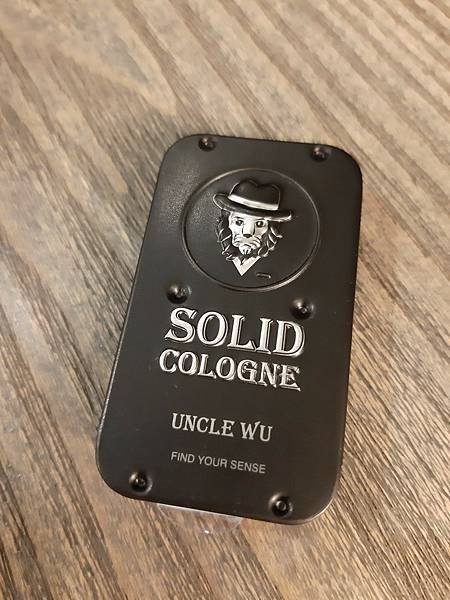 SOLID
COLOGNE
UNCLE WU
FIND YOUR SENSE